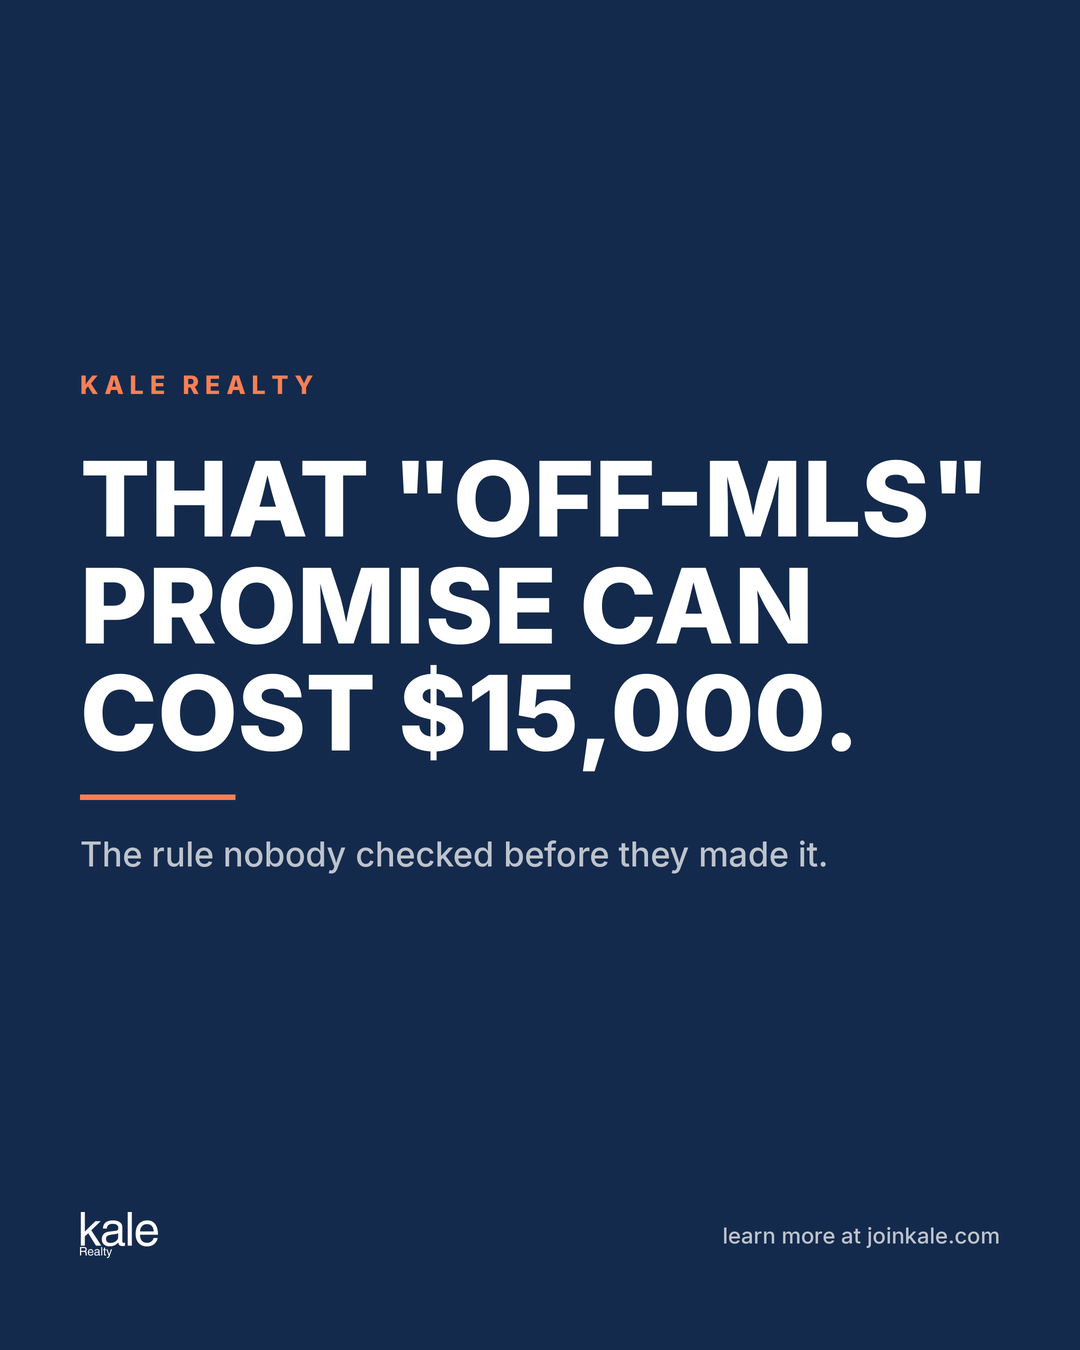 KALE REALTY
THAT "OFF-MLS"
PROMISE CAN
COST $15,000.
The rule nobody checked before they made it.
kale
Realty
learn more at joinkale.com